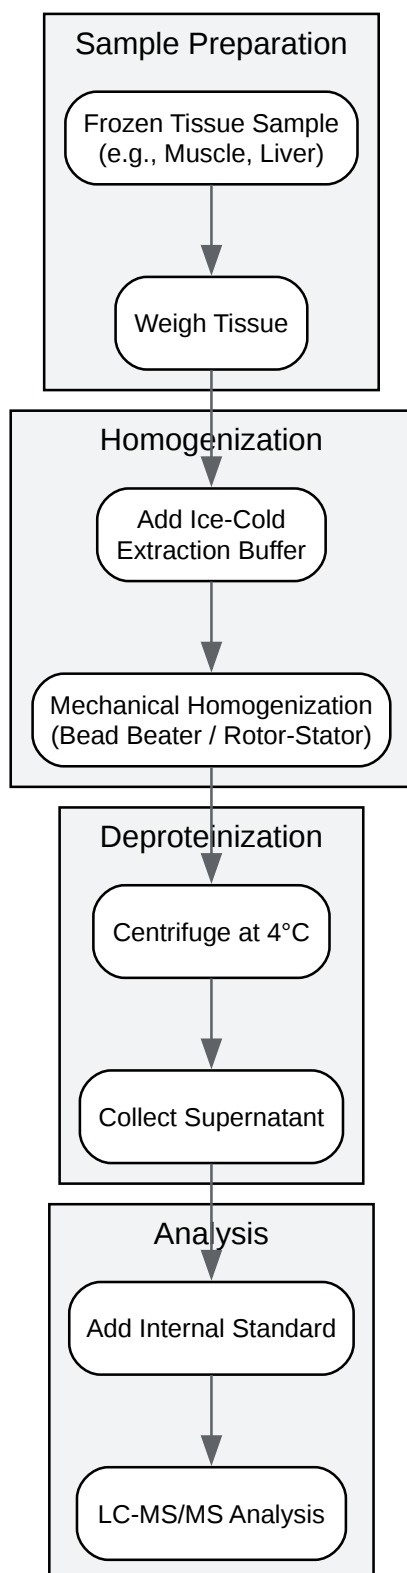 Sample Preparation
Frozen Tissue Sample
(e.g., Muscle, Liver)
Weigh Tissue
Homogenization
Add Ice-Cold
Extraction Buffer
Mechanical Homogenization
(Bead Beater / Rotor-Stator)
Deproteinization
Centrifuge at 4°C
Collect Supernatant
Analysis
Add Internal Standard
LC-MS/MS Analysis